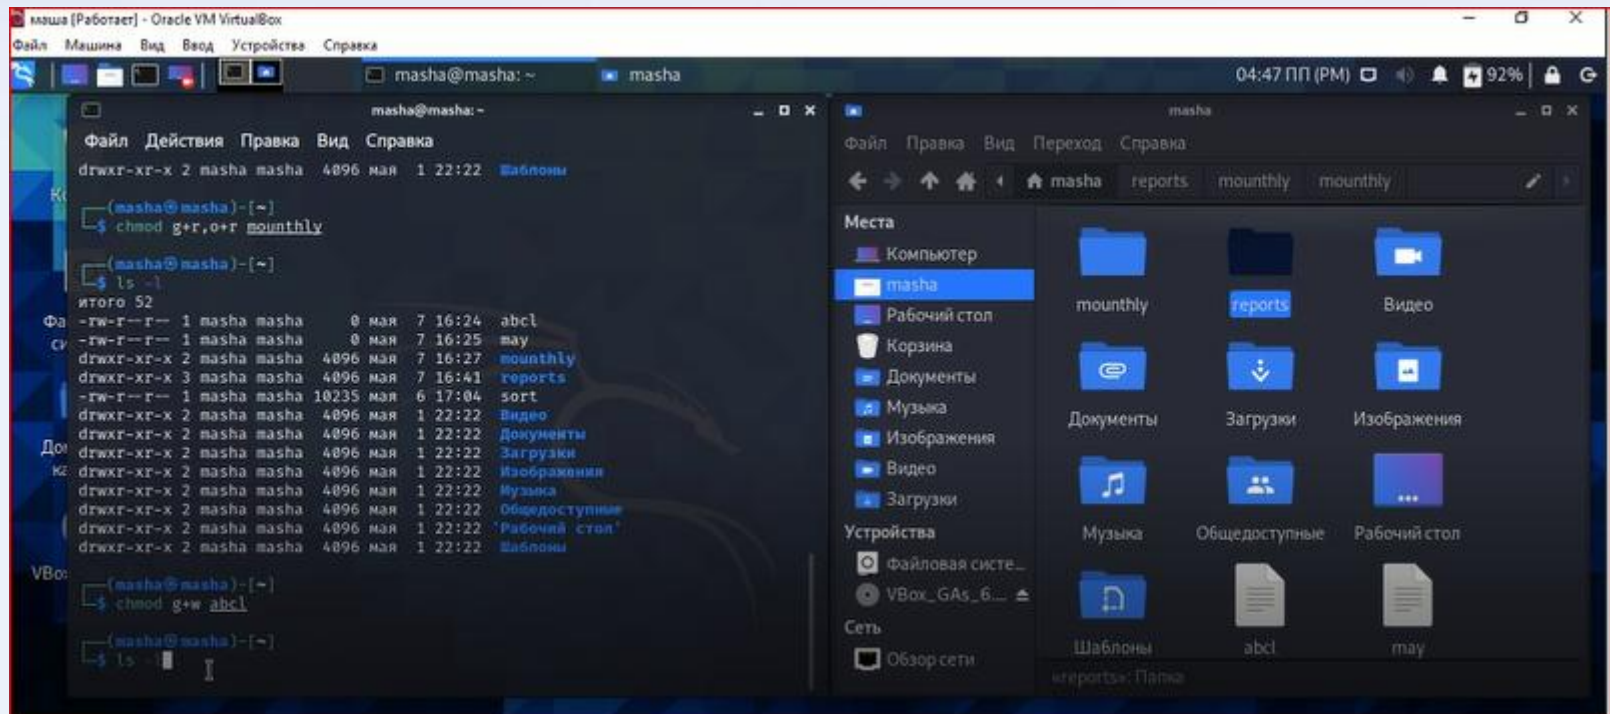 маша [Работает] - Oracle VM VirtualBox
Файл Машина Вид Ввод Устройства Справка
masha@masha: ~ masha 04:47 ПП (PM) 92%
masha@masha: ~
Файл Действия Правка Вид Справка
drwxr-xr-x 2 masha masha 4096 мая 1 22:22 Шаблоны
(masha㉿masha)-[~]
$ chmod g+r,o+r mounthly
(masha㉿masha)-[~]
$ ls -l
итого 52
-rw-r--r-- 1 masha masha 0 мая 7 16:24 abcl
-rw-r--r-- 1 masha masha 0 мая 7 16:25 may
drwxr-xr-x 2 masha masha 4096 мая 7 16:27 mounthly
drwxr-xr-x 3 masha masha 4096 мая 7 16:41 reports
-rw-r--r-- 1 masha masha 10235 мая 6 17:04 sort
drwxr-xr-x 2 masha masha 4096 мая 1 22:22 Видео
drwxr-xr-x 2 masha masha 4096 мая 1 22:22 Документы
drwxr-xr-x 2 masha masha 4096 мая 1 22:22 Загрузки
drwxr-xr-x 2 masha masha 4096 мая 1 22:22 Изображения
drwxr-xr-x 2 masha masha 4096 мая 1 22:22 Музыка
drwxr-xr-x 2 masha masha 4096 мая 1 22:22 Общедоступные
drwxr-xr-x 2 masha masha 4096 мая 1 22:22 'Рабочий стол'
drwxr-xr-x 2 masha masha 4096 мая 1 22:22 Шаблоны
(masha㉿masha)-[~]
$ chmod g+w abcl
(masha㉿masha)-[~]
$ ls -l
masha
Файл Правка Вид Переход Справка
masha reports mounthly mounthly
Места
Компьютер
masha
Рабочий стол
Корзина
Документы
Музыка
Изображения
Видео
Загрузки
Устройства
Файловая систе...
VBox_GAs_6....
Сеть
Обзор сети
mounthly reports Видео
Документы Загрузки Изображения
Музыка Общедоступные Рабочий стол
Шаблоны abcl may
«reports»: Папка